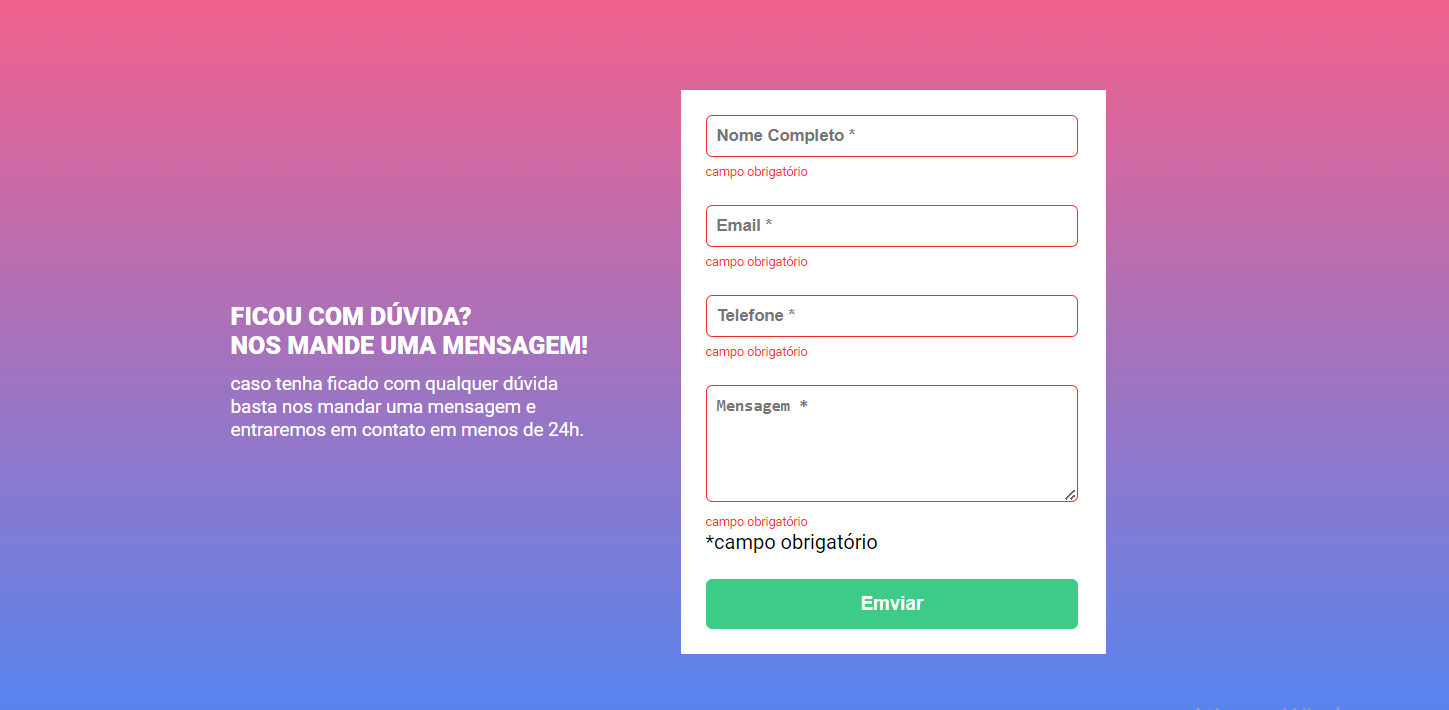 FICOU COM DÚVIDA?
NOS MANDE UMA MENSAGEM!
caso tenha ficado com qualquer dúvida
basta nos mandar uma mensagem e
entraremos em contato em menos de 24h.
Nome Completo *
campo obrigatório
Email *
campo obrigatório
Telefone *
campo obrigatório
Mensagem *
campo obrigatório
*campo obrigatório
Emviar